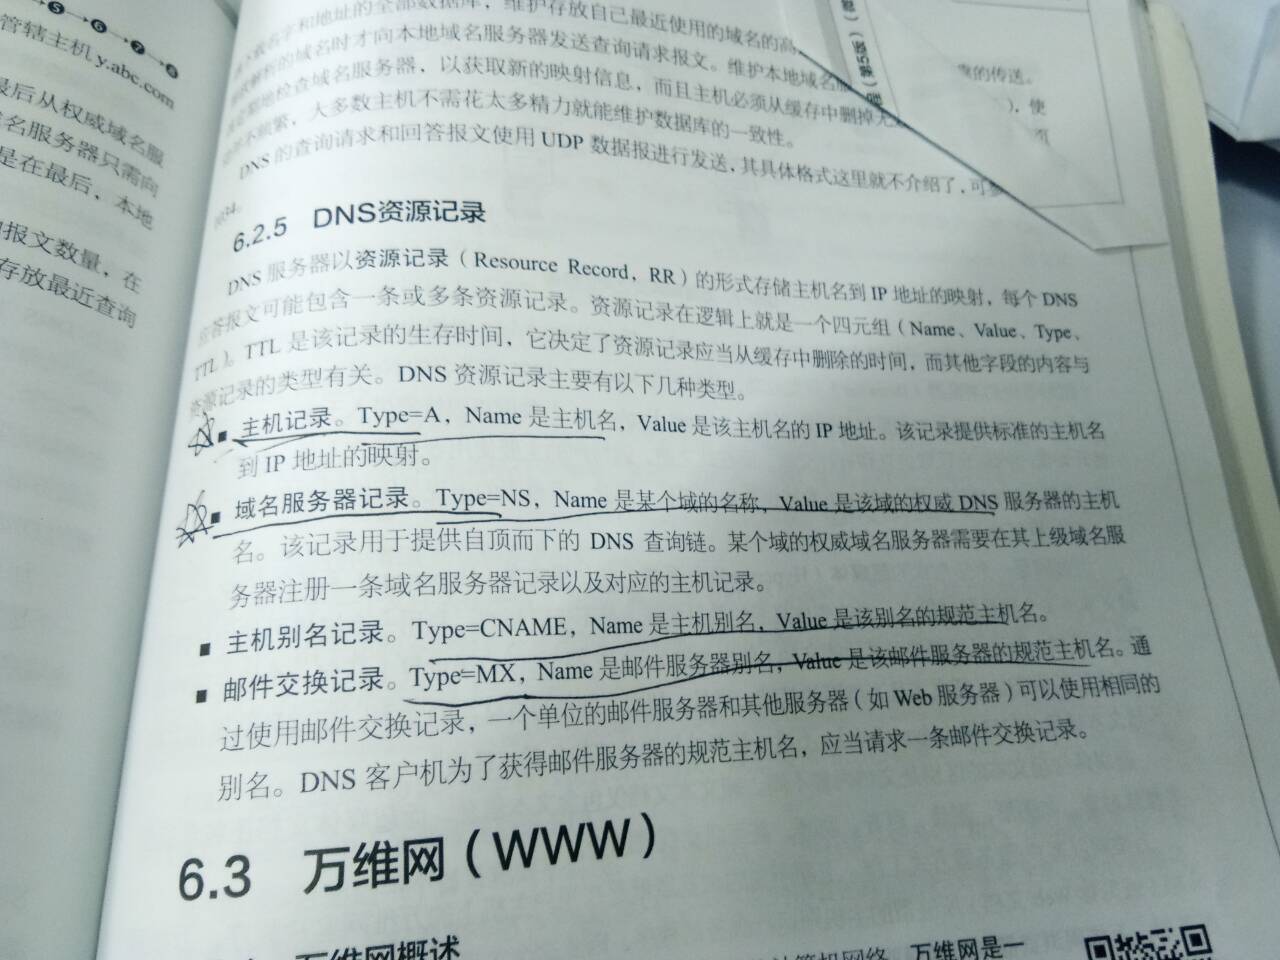 →❺→❻→❼→❽
管辖主机 y.abc.com
最后从权威域名服
名服务器只需向
是在最后，本地
报文数量，在
存放最近查询
名字和地址的全部数据库，维护存放自己最近使用的域名的高
解析的域名时才向本地域名服务器发送查询请求报文。维护本地域名服
地检查域名服务器，以获取新的映射信息，而且主机必须从缓存中删掉无
不频繁，大多数主机不需花太多精力就能维护数据库的一致性。
DNS 的查询请求和回答报文使用 UDP 数据报进行发送，其具体格式这里就不介绍了，可参
1034。
（第5版）
的传送。
），使
6.2.5 DNS资源记录
DNS 服务器以资源记录（Resource Record，RR）的形式存储主机名到 IP 地址的映射，每个 DNS
应答报文可能包含一条或多条资源记录。资源记录在逻辑上就是一个四元组（Name、Value、Type、
TTL）。TTL 是该记录的生存时间，它决定了资源记录应当从缓存中删除的时间，而其他字段的内容与
资源记录的类型有关。DNS 资源记录主要有以下几种类型。
■ 主机记录。Type=A，Name 是主机名，Value 是该主机名的 IP 地址。该记录提供标准的主机名
到 IP 地址的映射。
■ 域名服务器记录。Type=NS，Name 是某个域的名称，Value 是该域的权威 DNS 服务器的主机
名。该记录用于提供自顶而下的 DNS 查询链。某个域的权威域名服务器需要在其上级域名服
务器注册一条域名服务器记录以及对应的主机记录。
■ 主机别名记录。Type=CNAME，Name 是主机别名，Value 是该别名的规范主机名。
■ 邮件交换记录。Type=MX，Name 是邮件服务器别名，Value 是该邮件服务器的规范主机名。通
过使用邮件交换记录，一个单位的邮件服务器和其他服务器（如 Web 服务器）可以使用相同的
别名。DNS 客户机为了获得邮件服务器的规范主机名，应当请求一条邮件交换记录。
6.3 万维网（WWW）
万维网概述
计算机网络，万维网是一